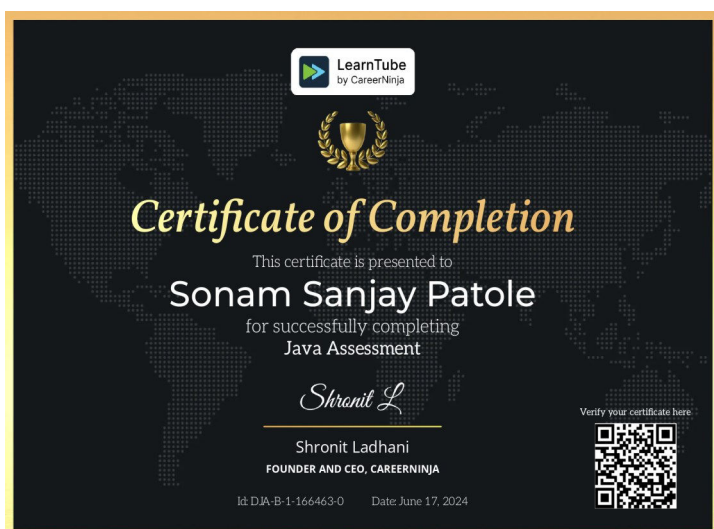 LearnTube
by CareerNinja
Certificate of Completion
This certificate is presented to
Sonam Sanjay Patole
for successfully completing
Java Assessment
Shronit L
Verify your certificate here
Shronit Ladhani
FOUNDER AND CEO, CAREERNINJA
Id: DJA-B-1-166463-0 Date: June 17, 2024